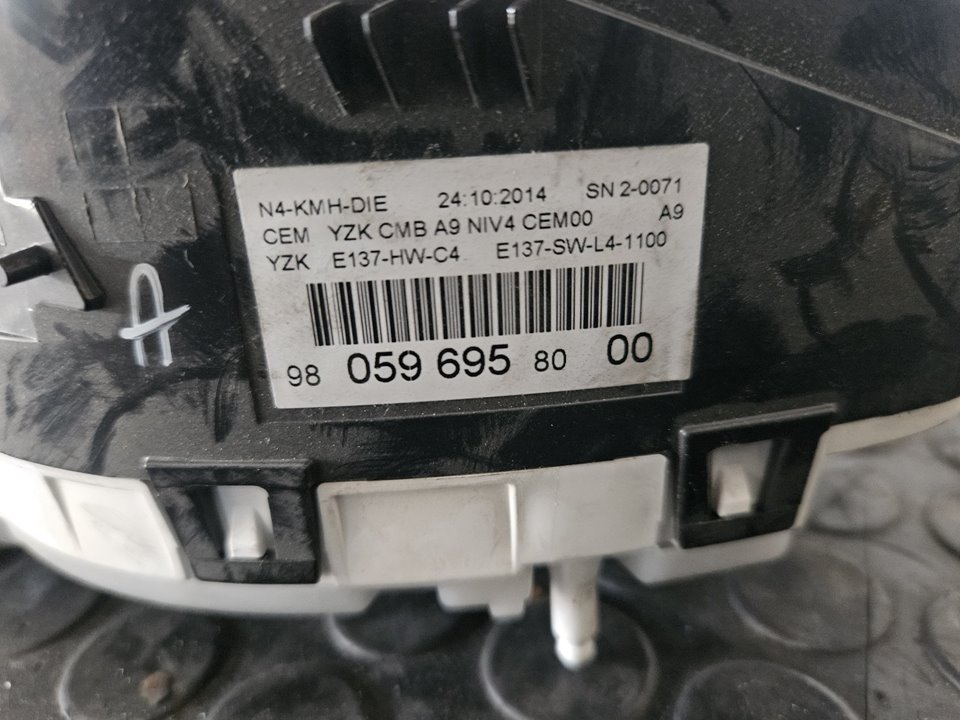 N4-KMH-DIE 24:10:2014 SN 2-0071
CEM YZK CMB A9 NIV4 CEM00 A9
YZK E137-HW-C4 E137-SW-L4-1100
98 059 695 80 00
A